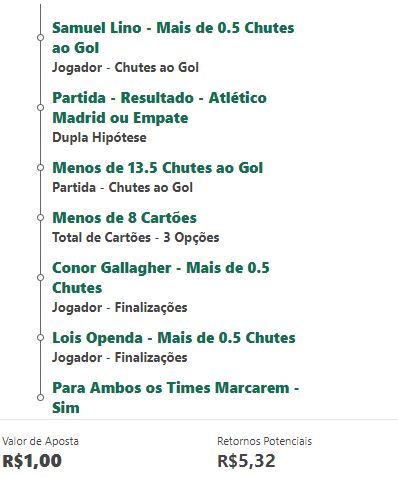 Samuel Lino - Mais de 0.5 Chutes
ao Gol
Jogador - Chutes ao Gol
Partida - Resultado - Atlético
Madrid ou Empate
Dupla Hipótese
Menos de 13.5 Chutes ao Gol
Partida - Chutes ao Gol
Menos de 8 Cartões
Total de Cartões - 3 Opções
Conor Gallagher - Mais de 0.5
Chutes
Jogador - Finalizações
Lois Openda - Mais de 0.5 Chutes
Jogador - Finalizações
Para Ambos os Times Marcarem -
Sim
Valor de Aposta
R$1,00
Retornos Potenciais
R$5,32